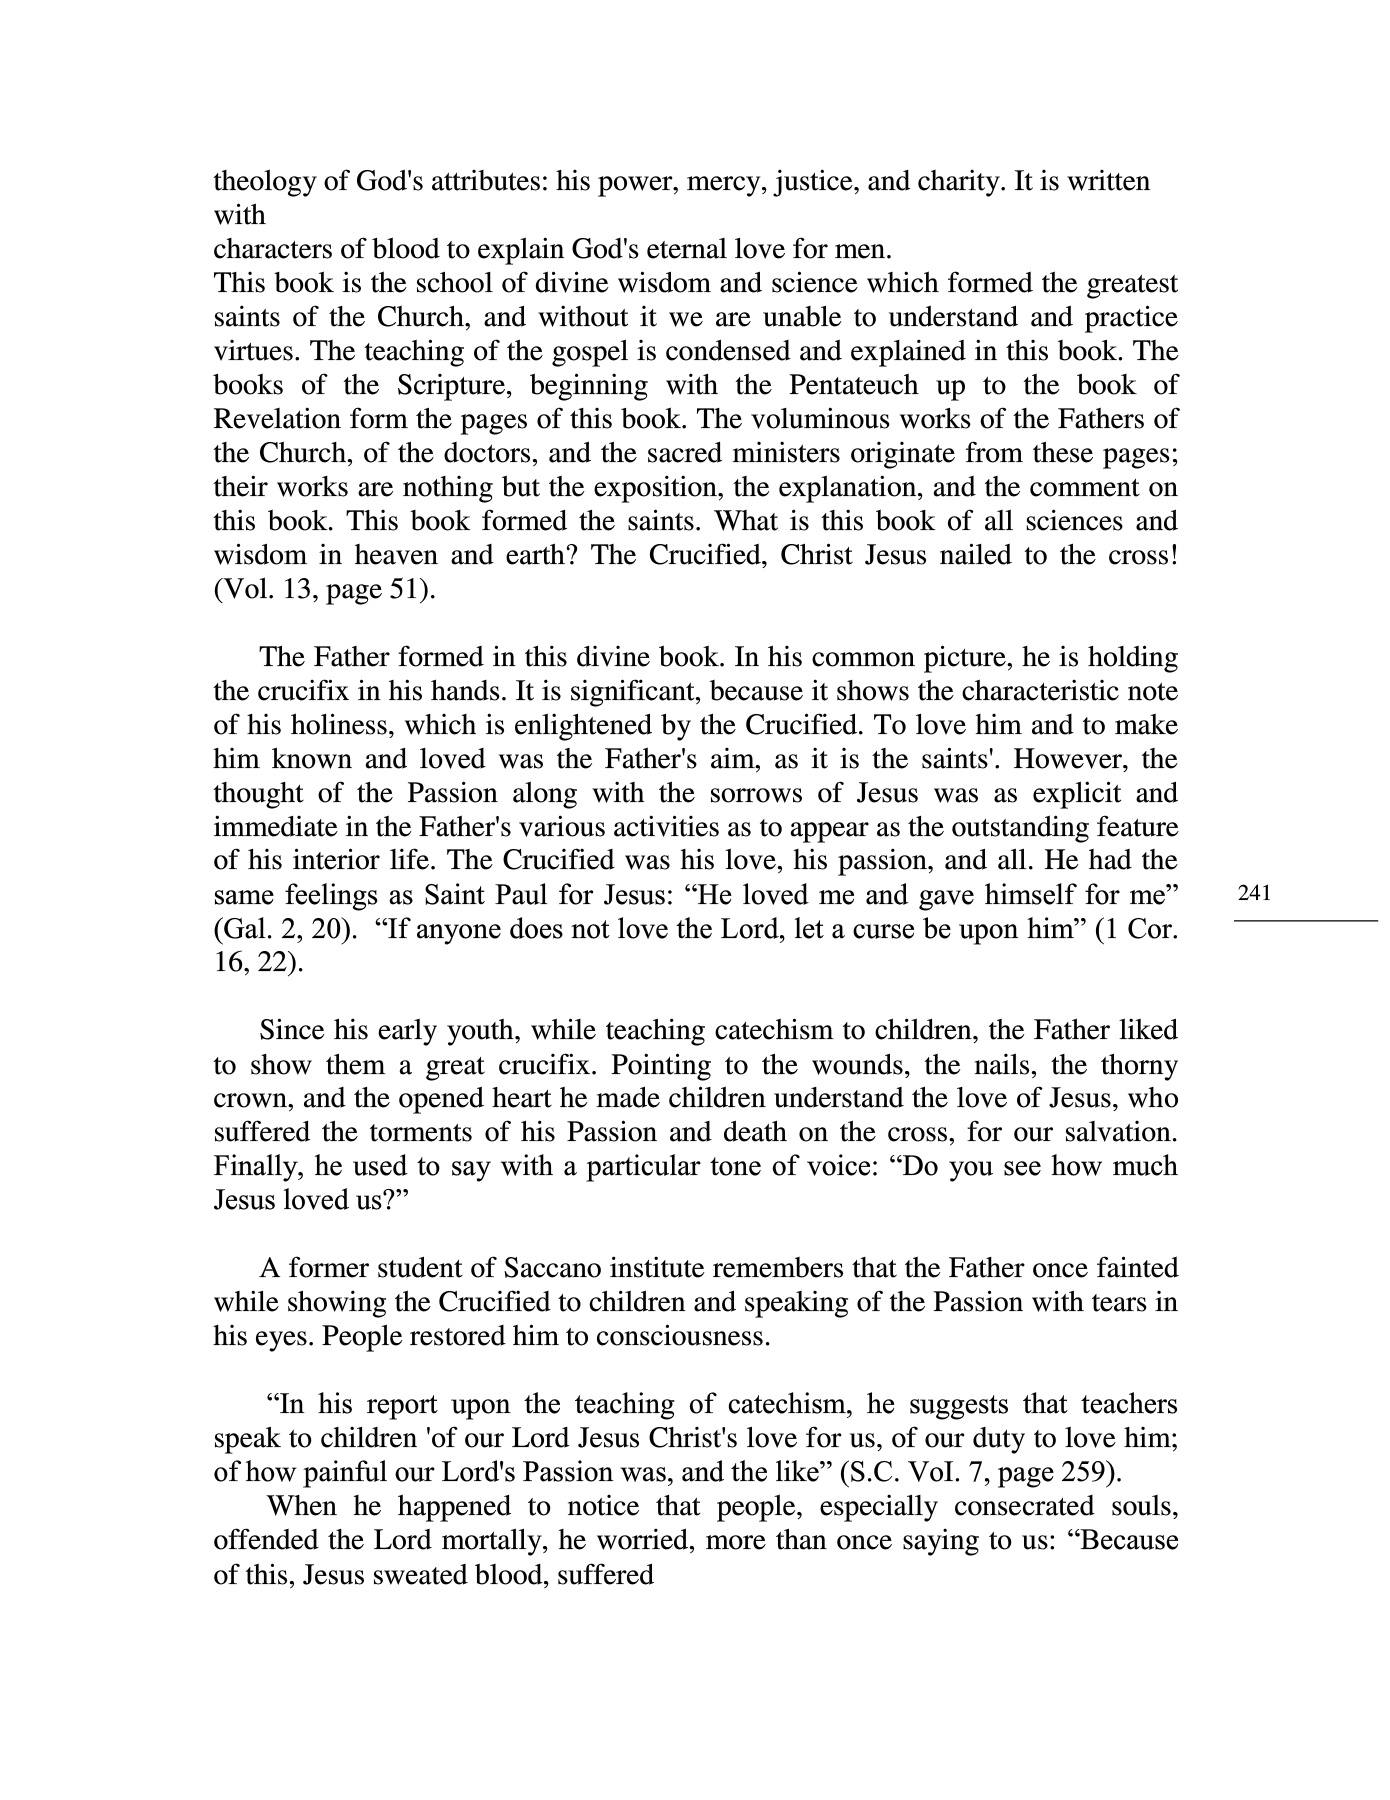 theology of God's attributes: his power, mercy, justice, and charity. It is written
with
characters of blood to explain God's eternal love for men.
This book is the school of divine wisdom and science which formed the greatest
saints of the Church, and without it we are unable to understand and practice
virtues. The teaching of the gospel is condensed and explained in this book. The
books of the Scripture, beginning with the Pentateuch up to the book of
Revelation form the pages of this book. The voluminous works of the Fathers of
the Church, of the doctors, and the sacred ministers originate from these pages;
their works are nothing but the exposition, the explanation, and the comment on
this book. This book formed the saints. What is this book of all sciences and
wisdom in heaven and earth? The Crucified, Christ Jesus nailed to the cross!
(Vol. 13, page 51).
The Father formed in this divine book. In his common picture, he is holding
the crucifix in his hands. It is significant, because it shows the characteristic note
of his holiness, which is enlightened by the Crucified. To love him and to make
him known and loved was the Father's aim, as it is the saints'. However, the
thought of the Passion along with the sorrows of Jesus was as explicit and
immediate in the Father's various activities as to appear as the outstanding feature
of his interior life. The Crucified was his love, his passion, and all. He had the
same feelings as Saint Paul for Jesus: “He loved me and gave himself for me”
(Gal. 2, 20). “If anyone does not love the Lord, let a curse be upon him” (1 Cor.
16, 22).
241
Since his early youth, while teaching catechism to children, the Father liked
to show them a great crucifix. Pointing to the wounds, the nails, the thorny
crown, and the opened heart he made children understand the love of Jesus, who
suffered the torments of his Passion and death on the cross, for our salvation.
Finally, he used to say with a particular tone of voice: “Do you see how much
Jesus loved us?”
A former student of Saccano institute remembers that the Father once fainted
while showing the Crucified to children and speaking of the Passion with tears in
his eyes. People restored him to consciousness.
“In his report upon the teaching of catechism, he suggests that teachers
speak to children 'of our Lord Jesus Christ's love for us, of our duty to love him;
of how painful our Lord's Passion was, and the like” (S.C. VoI. 7, page 259).
When he happened to notice that people, especially consecrated souls,
offended the Lord mortally, he worried, more than once saying to us: “Because
of this, Jesus sweated blood, suffered